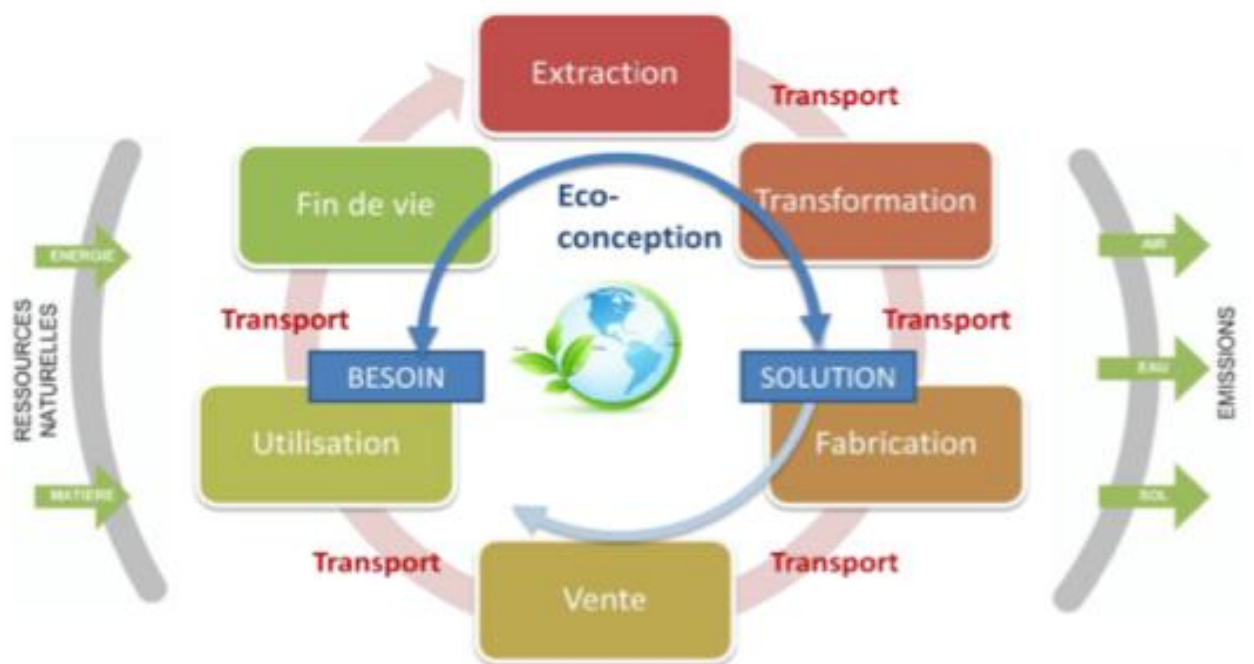 Extraction
Transport
Transformation
Fin de vie
Eco-
conception
ENERGIE
AIR
RESSOURCES
NATURELLES
Transport
Transport
BESOIN
SOLUTION
EAU
EMISSIONS
Utilisation
Fabrication
MATIERE
SOL
Transport
Transport
Vente